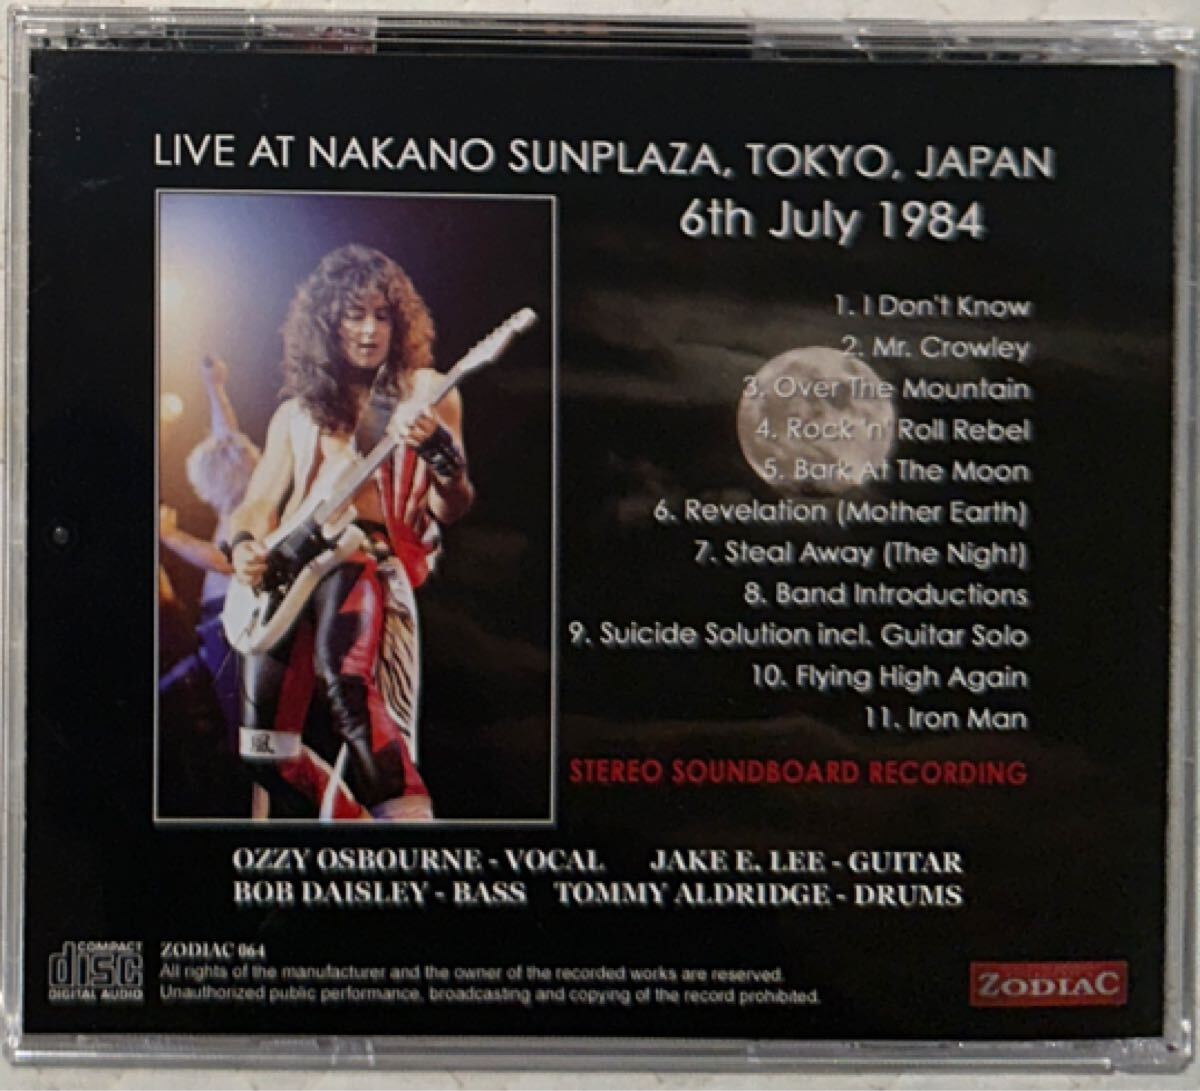 LIVE AT NAKANO SUNPLAZA, TOKYO, JAPAN
6th July 1984
1. I Don't Know
2. Mr. Crowley
3. Over The Mountain
4. Rock 'n' Roll Rebel
5. Bark At The Moon
6. Revelation (Mother Earth)
7. Steal Away (The Night)
8. Band Introductions
9. Suicide Solution incl. Guitar Solo
10. Flying High Again
11. Iron Man
STEREO SOUNDBOARD RECORDING
風
OZZY OSBOURNE - VOCAL JAKE E. LEE - GUITAR
BOB DAISLEY - BASS TOMMY ALDRIDGE - DRUMS
COMPACT
disc
DIGITAL AUDIO
ZODIAC 064
All rights of the manufacturer and the owner of the recorded works are reserved.
Unauthorized public performance, broadcasting and copying of the record prohibited.
ZODIAC